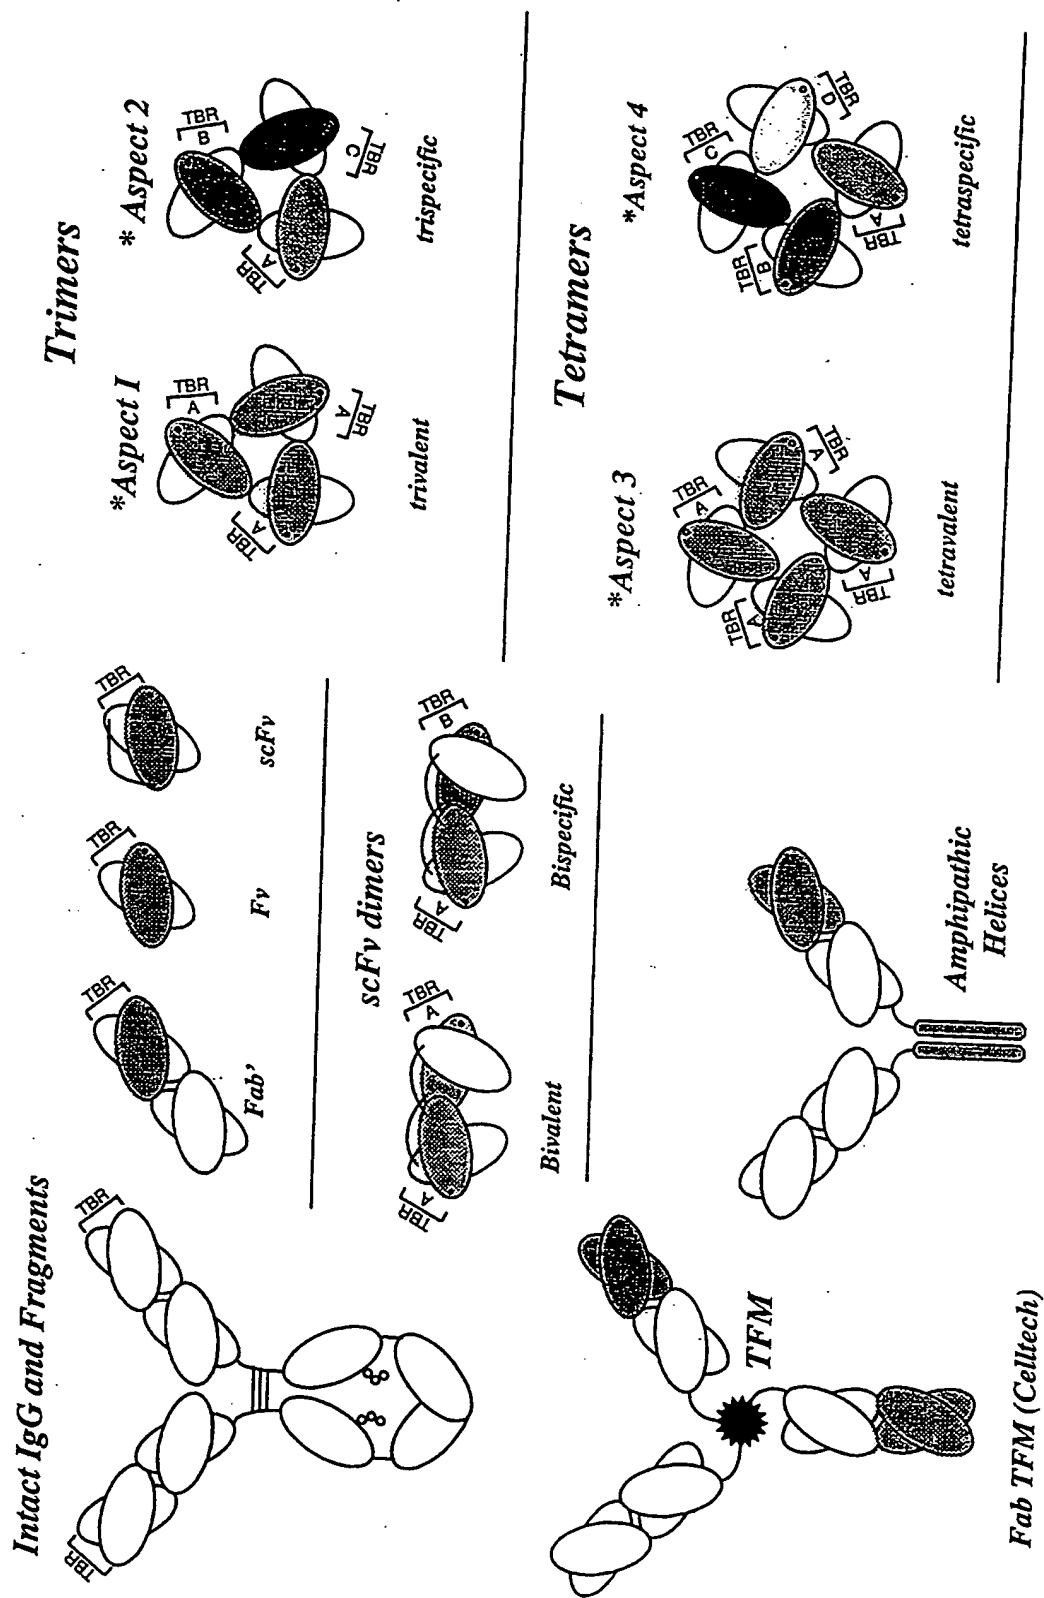 Intact IgG and Fragments
TBR
TBR
TBR
Fab'
TBR
Fv
TBR
scFv
scFv dimers
TBR
A
TBR
A
Bivalent
TBR
A
TBR
B
Bispecific
TFM
Fab TFM (Celltech)
Amphipathic
Helices
Trimers
*Aspect I
TBR
A
TBR
A
TBR
A
trivalent
*Aspect 2
TBR
A
TBR
B
TBR
C
trispecific
Tetramers
*Aspect 3
TBR
A
TBR
A
TBR
A
TBR
A
tetravalent
*Aspect 4
TBR
B
TBR
C
TBR
D
TBR
A
tetraspecific